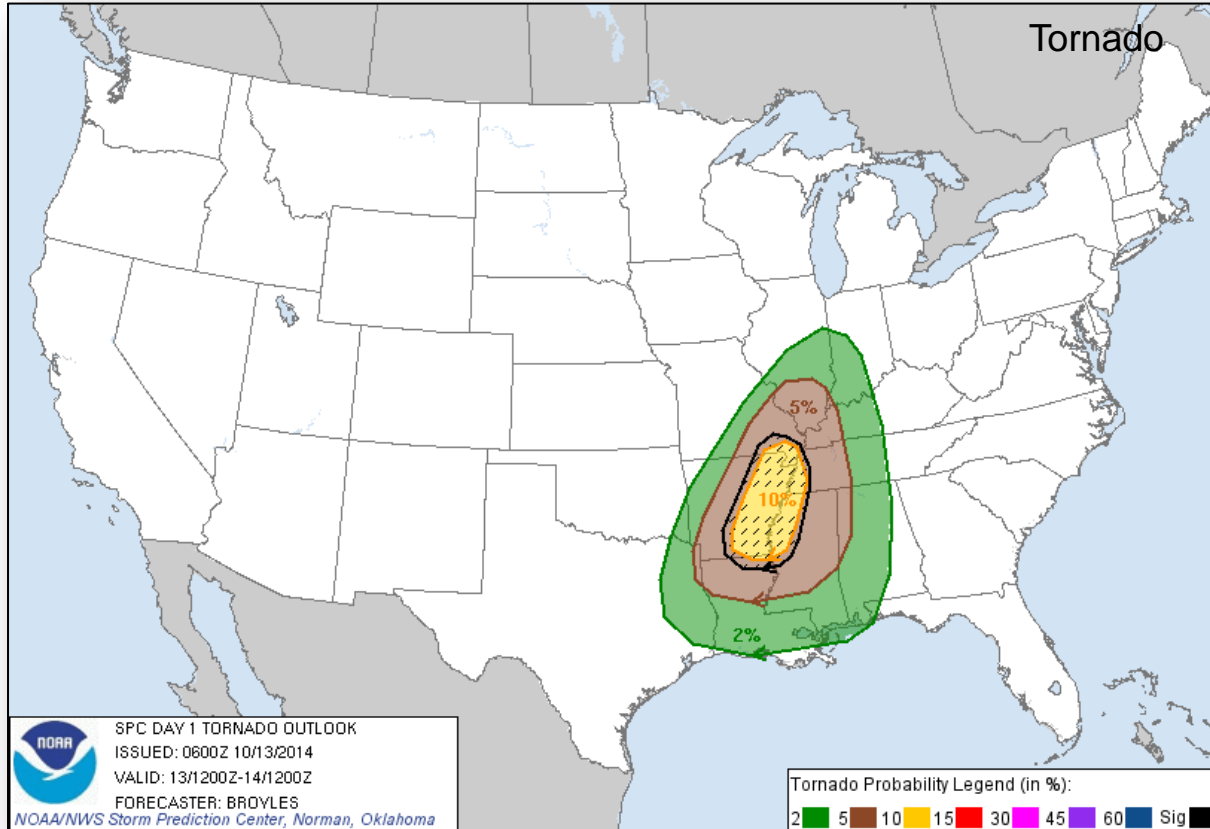 Tornado
5%
10%
2%
NOAA
SPC DAY 1 TORNADO OUTLOOK
ISSUED: 0600Z 10/13/2014
VALID: 13/1200Z-14/1200Z
FORECASTER: BROYLES
NOAA/NWS Storm Prediction Center, Norman, Oklahoma
Tornado Probability Legend (in %):
2 5 10 15 30 45 60 Sig